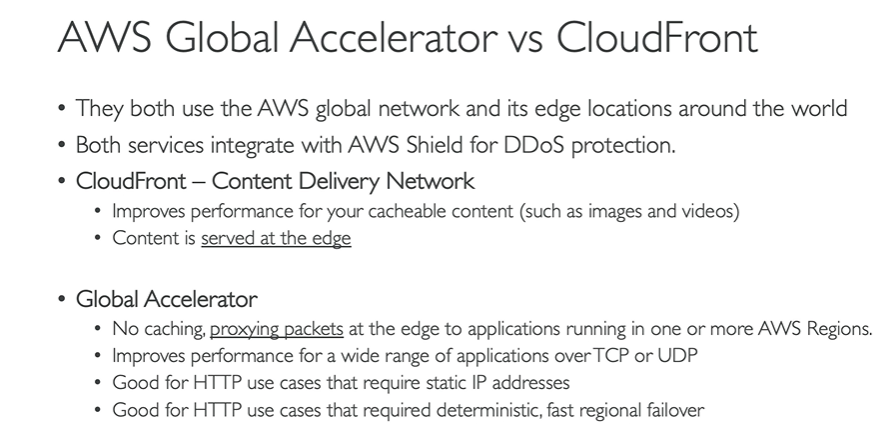 AWS Global Accelerator vs CloudFront
• They both use the AWS global network and its edge locations around the world
• Both services integrate with AWS Shield for DDoS protection.
• CloudFront – Content Delivery Network
• Improves performance for your cacheable content (such as images and videos)
• Content is served at the edge
• Global Accelerator
• No caching, proxying packets at the edge to applications running in one or more AWS Regions.
• Improves performance for a wide range of applications over TCP or UDP
• Good for HTTP use cases that require static IP addresses
• Good for HTTP use cases that required deterministic, fast regional failover